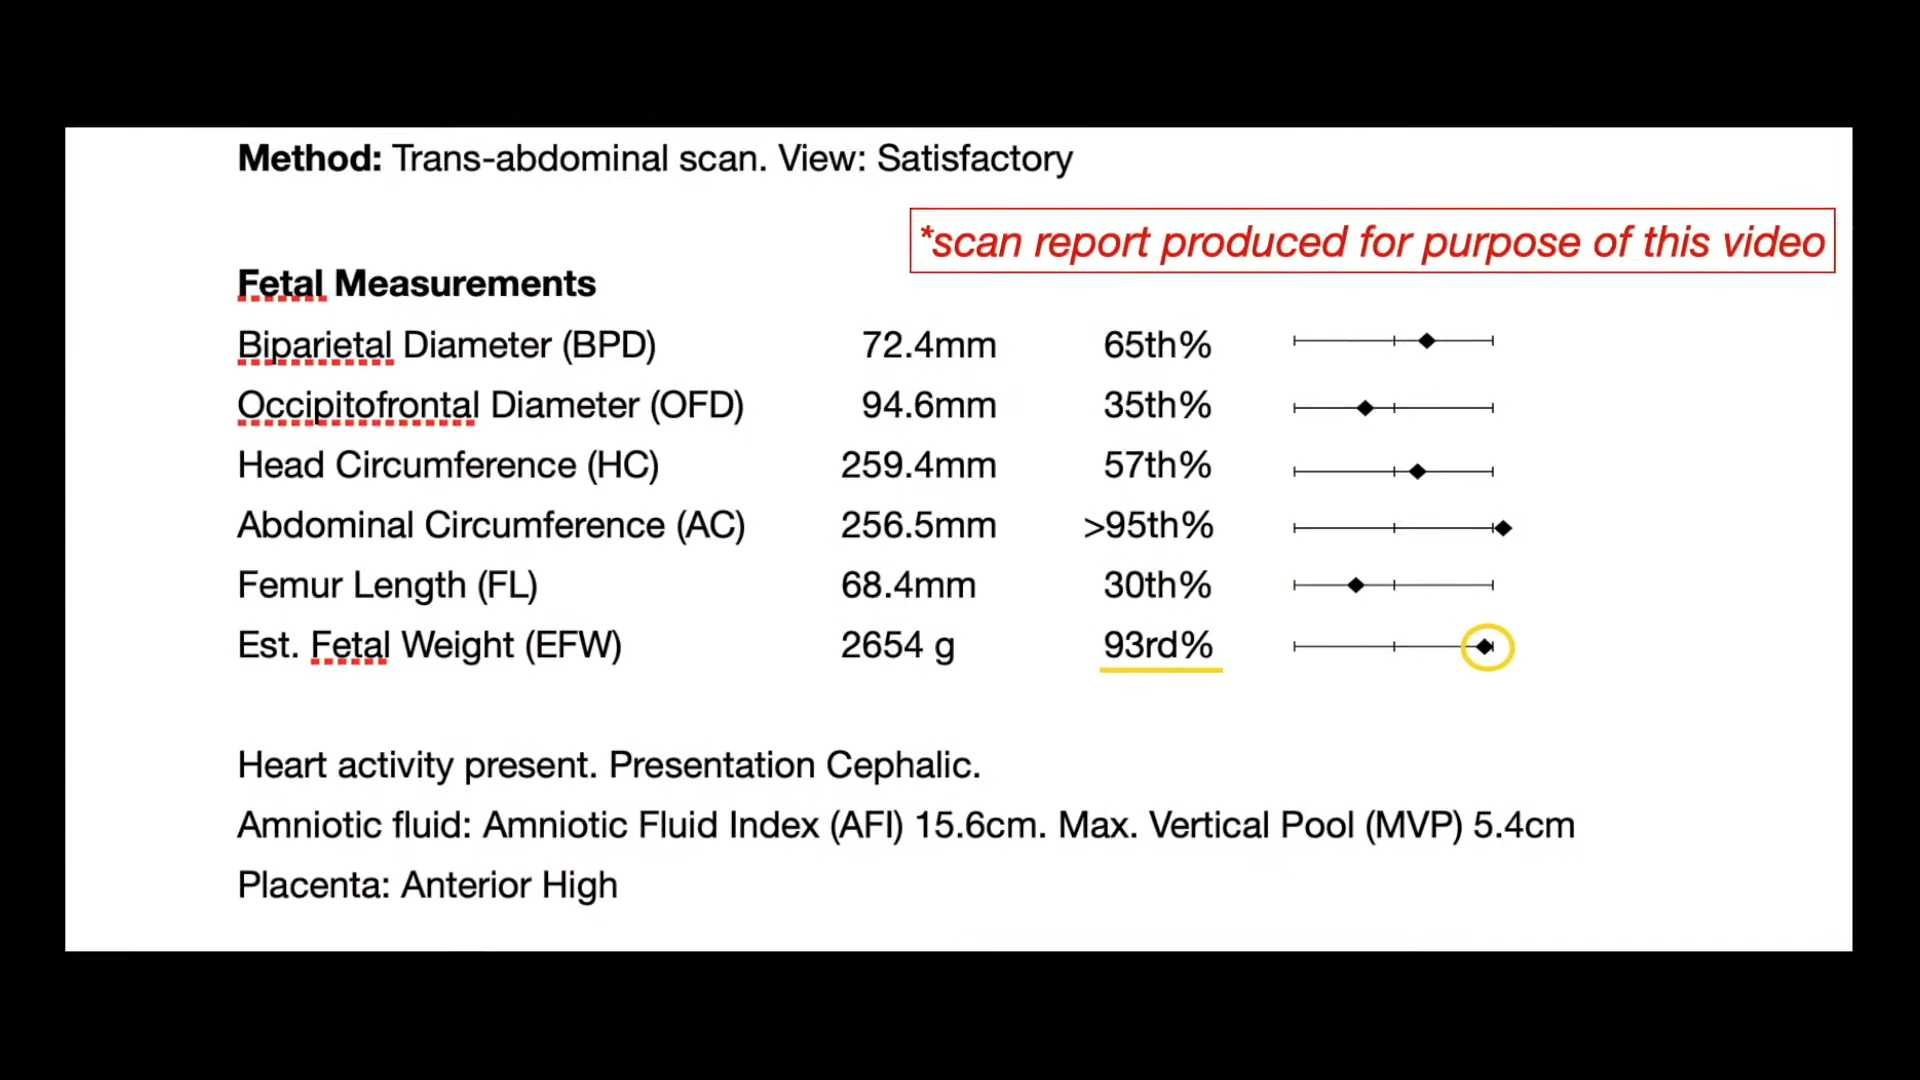 Method: Trans-abdominal scan. View: Satisfactory
*scan report produced for purpose of this video
Fetal Measurements
Biparietal Diameter (BPD) 72.4mm 65th%
Occipitofrontal Diameter (OFD) 94.6mm 35th%
Head Circumference (HC) 259.4mm 57th%
Abdominal Circumference (AC) 256.5mm >95th%
Femur Length (FL) 68.4mm 30th%
Est. Fetal Weight (EFW) 2654 g 93rd%
Heart activity present. Presentation Cephalic.
Amniotic fluid: Amniotic Fluid Index (AFI) 15.6cm. Max. Vertical Pool (MVP) 5.4cm
Placenta: Anterior High